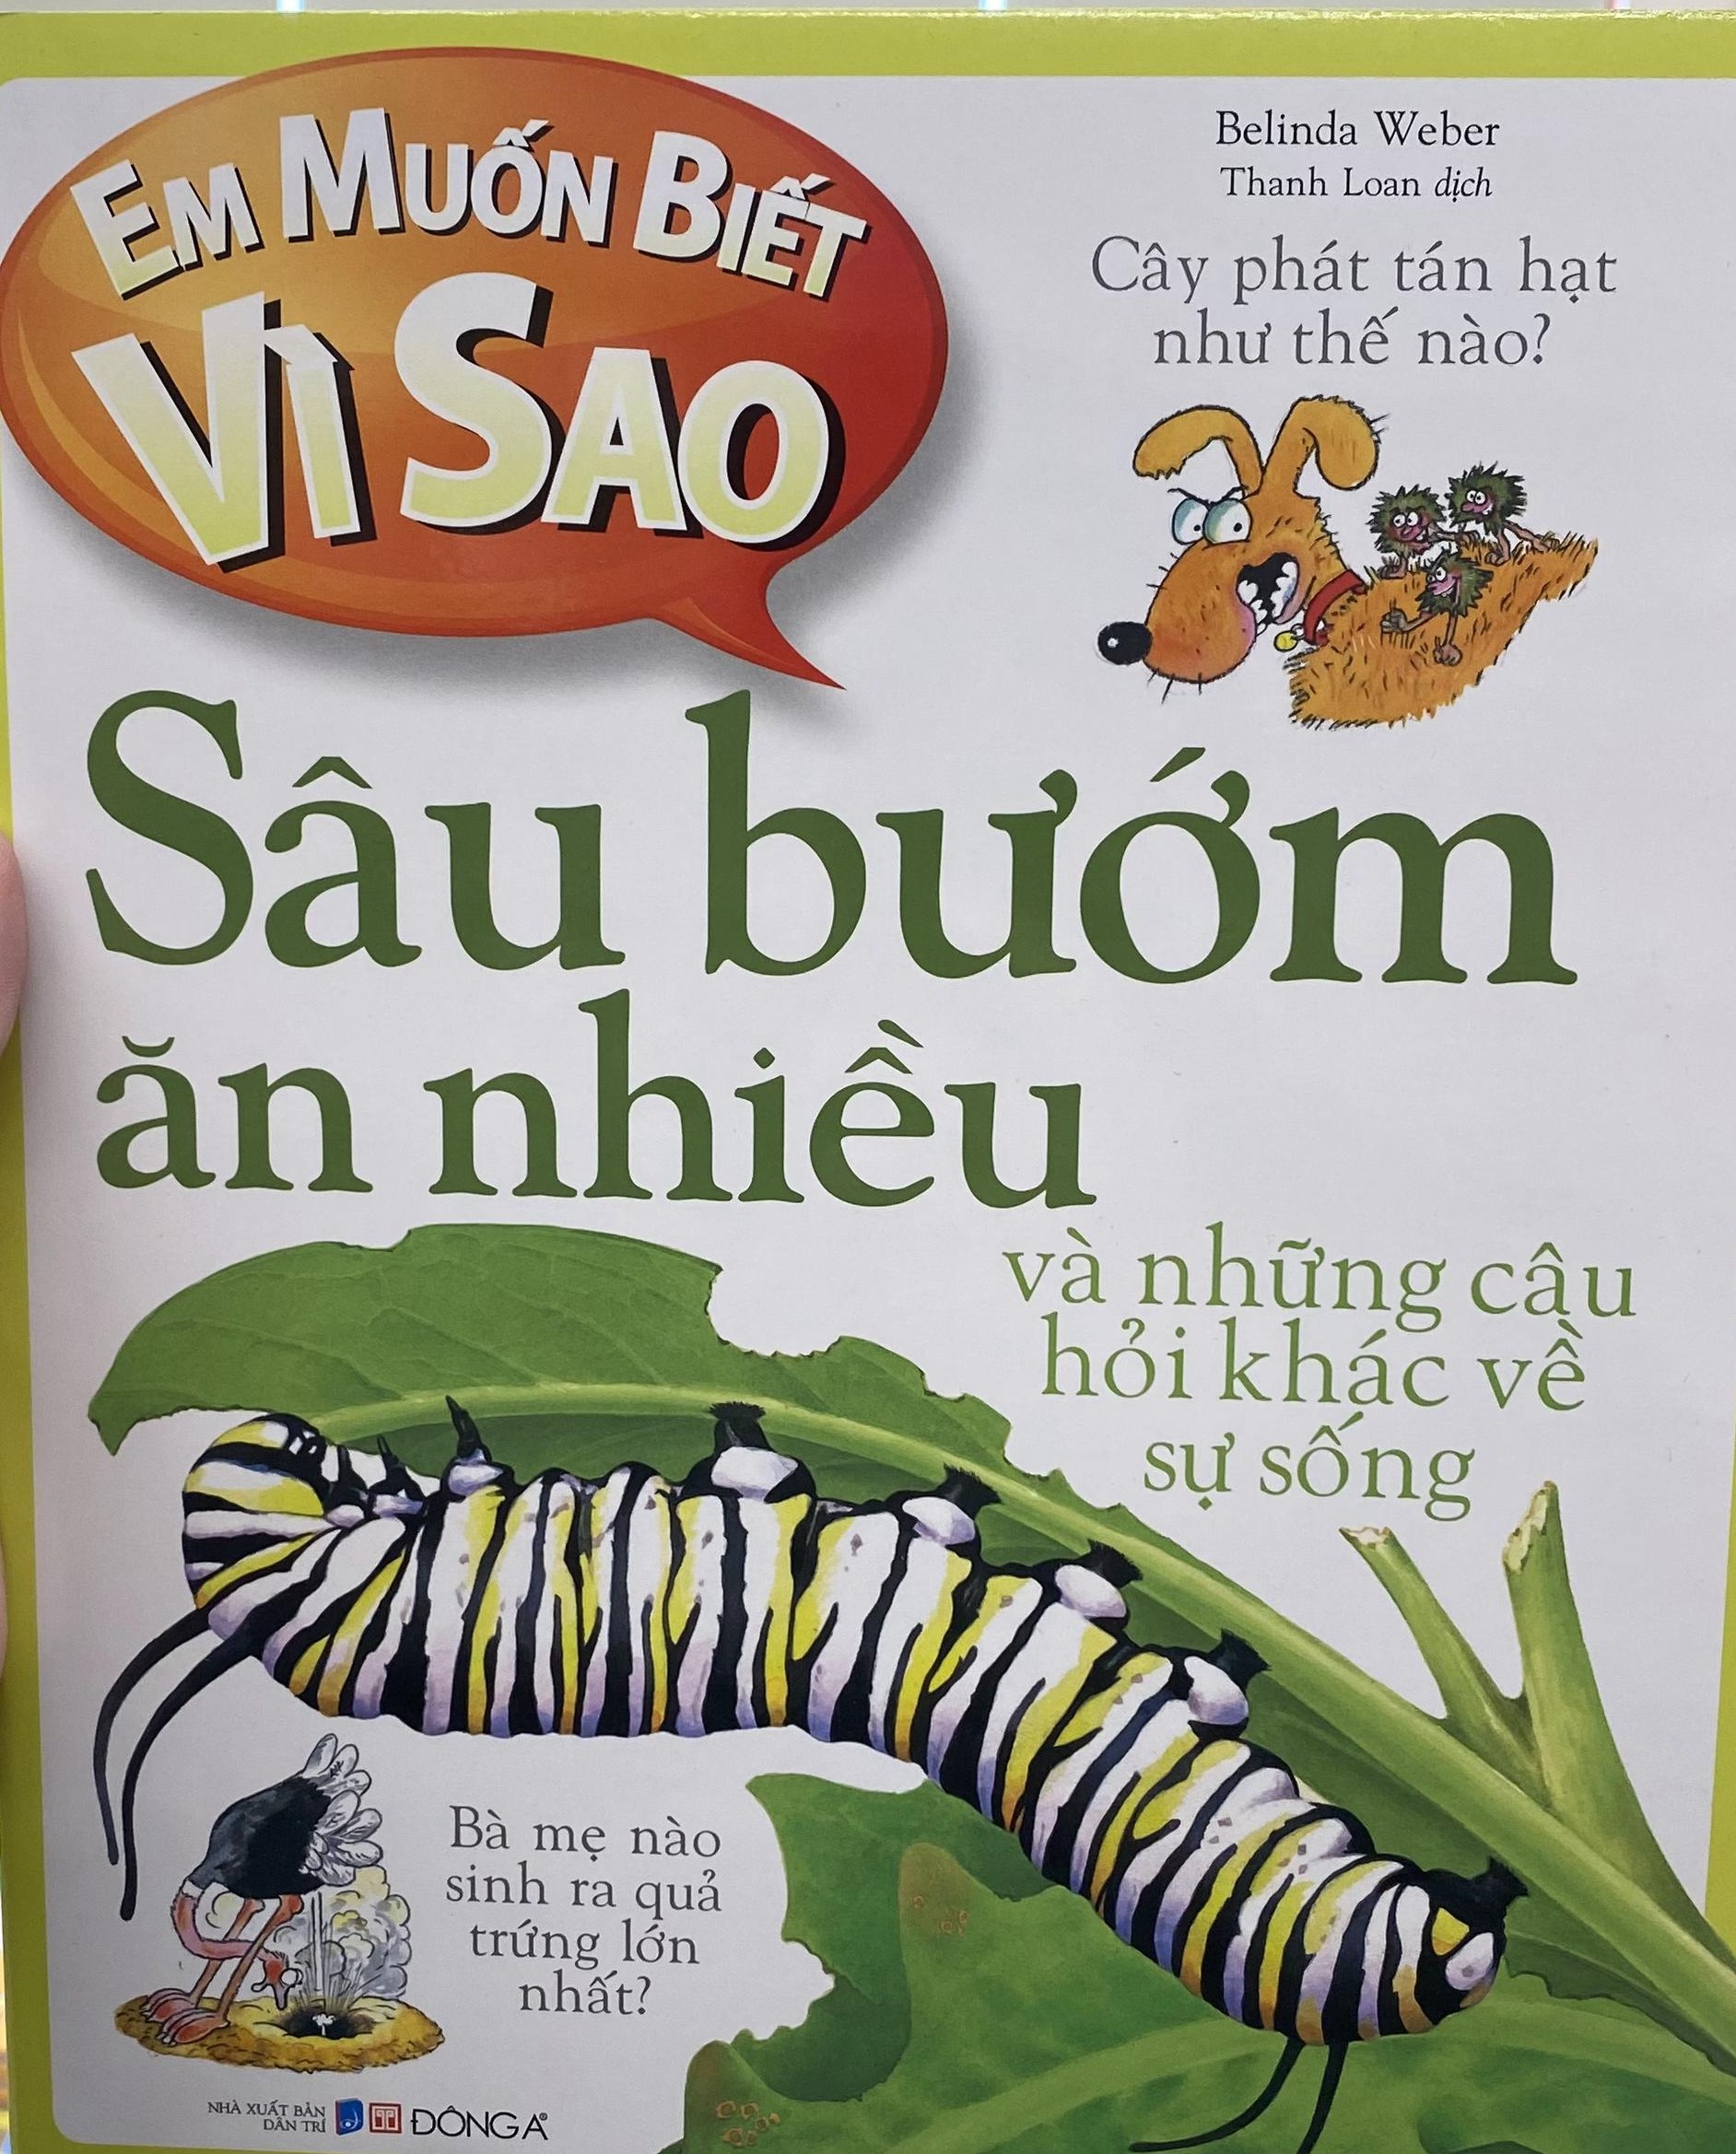 EM MUỐN BIẾT
VÌ SAO
Belinda Weber
Thanh Loan dịch
Cây phát tán hạt
như thế nào?
Sâu bướm
ăn nhiều
và những câu
hỏi khác về
sự sống
Bà mẹ nào
sinh ra quả
trứng lớn
nhất?
NHÀ XUẤT BẢN
DÂN TRÍ
ĐÔNG A®